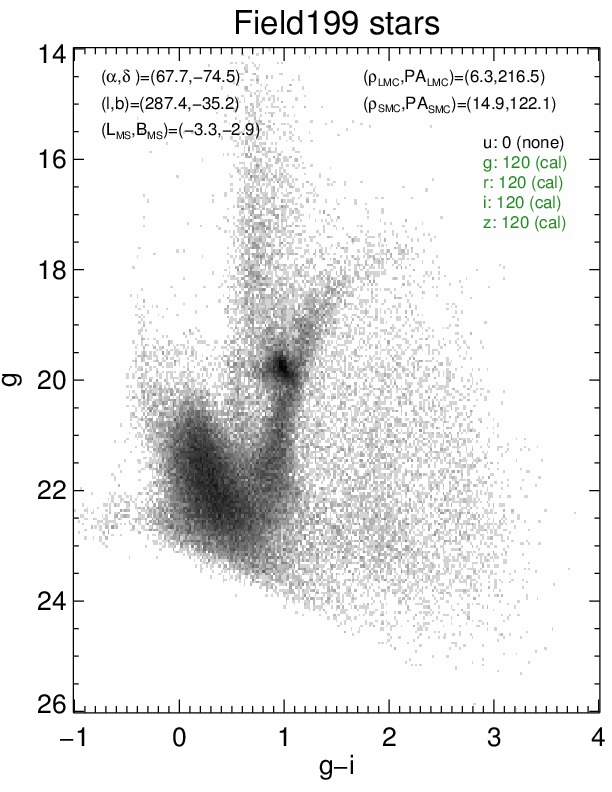 Field199 stars
(α,δ )=(67.7,−74.5)
(l,b)=(287.4,−35.2)
(LMS,BMS)=(−3.3,−2.9)
(ρLMC,PALMC)=(6.3,216.5)
(ρSMC,PASMC)=(14.9,122.1)
u: 0 (none)
g: 120 (cal)
r: 120 (cal)
i: 120 (cal)
z: 120 (cal)
g
14
16
18
20
22
24
26
−1 0 1 2 3 4
g−i